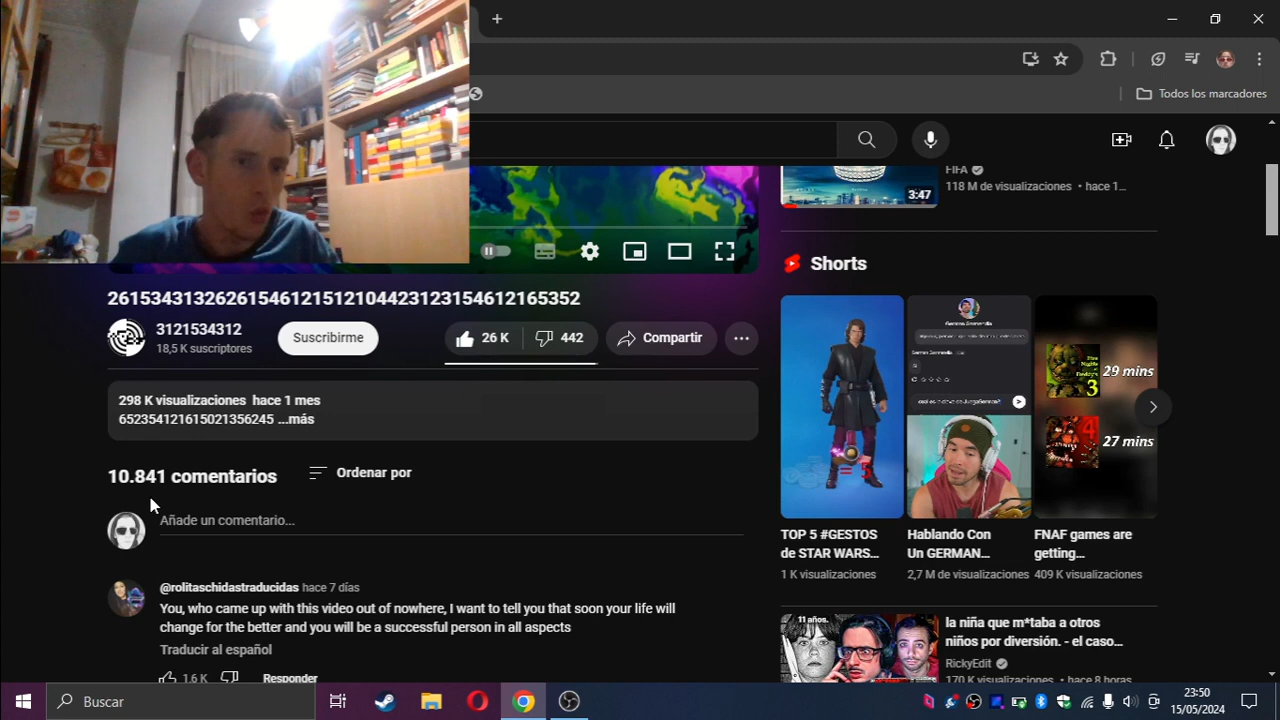 Todos los marcadores
FIFA
118 M de visualizaciones • hace 1...
3:47
Shorts
26153431326261546121512104423123154612165352
3121534312
18,5 K suscriptores
Suscribirme
26 K
442
Compartir
298 K visualizaciones hace 1 mes
652354121615021356245 ...más
10.841 comentarios
Ordenar por
Añade un comentario...
@rolitaschidastraducidas hace 7 días
You, who came up with this video out of nowhere, I want to tell you that soon your life will
change for the better and you will be a successful person in all aspects
Traducir al español
1,6 K
Responder
3
29 mins
4
27 mins
TOP 5 #GESTOS
de STAR WARS...
1 K visualizaciones
Hablando Con
Un GERMAN...
2,7 M de visualizaciones
FNAF games are
getting...
409 K visualizaciones
11 años.
la niña que m*taba a otros
niños por diversión. - el caso...
RickyEdit
170 K visualizaciones • hace 8 horas
Buscar
23:50
15/05/2024